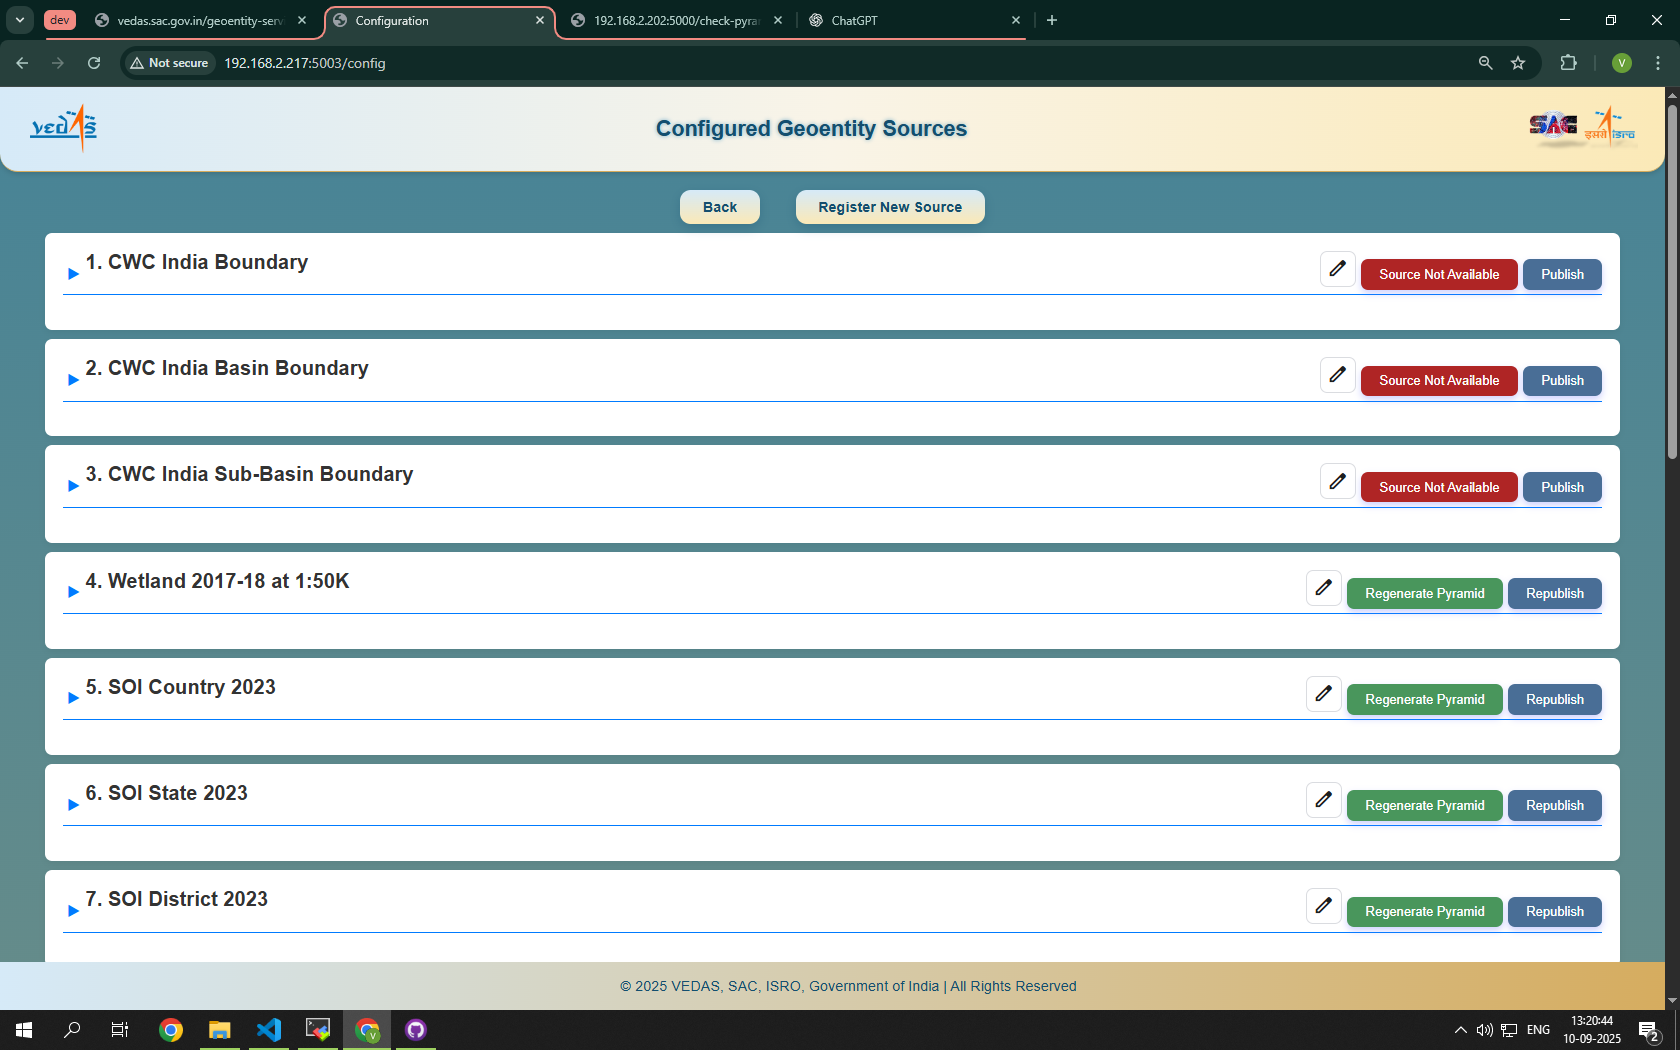 dev
vedas.sac.gov.in/geoentity-serv
Configuration
192.168.2.202:5000/check-pyra
ChatGPT
Not secure
192.168.2.217:5003/config
V
vedas
Configured Geoentity Sources
SAC
इसरो isro
Back
Register New Source
1. CWC India Boundary
Source Not Available
Publish
2. CWC India Basin Boundary
Source Not Available
Publish
3. CWC India Sub-Basin Boundary
Source Not Available
Publish
4. Wetland 2017-18 at 1:50K
Regenerate Pyramid
Republish
5. SOI Country 2023
Regenerate Pyramid
Republish
6. SOI State 2023
Regenerate Pyramid
Republish
7. SOI District 2023
Regenerate Pyramid
Republish
© 2025 VEDAS, SAC, ISRO, Government of India | All Rights Reserved
V
ENG
13:20:44
10-09-2025
2